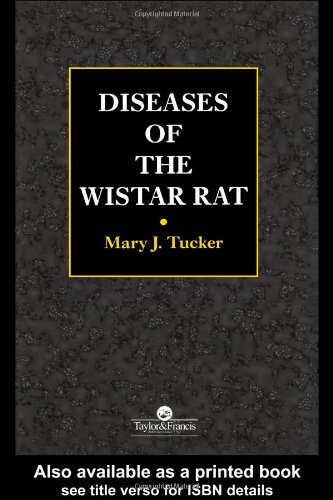 DISEASES
OF
THE
WISTAR RAT
Mary J. Tucker
Taylor & Francis
Also available as a printed book
see title verso for ISBN details